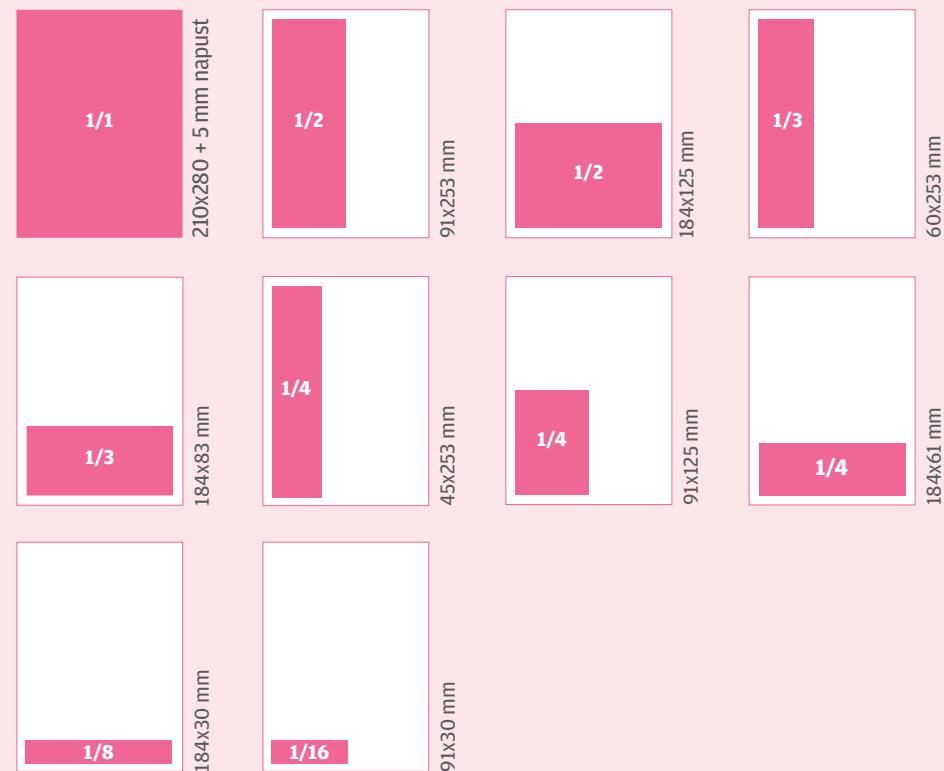 1/1
210x280 + 5 mm napust
1/2
91x253 mm
1/2
184x125 mm
1/3
60x253 mm
1/3
184x83 mm
1/4
45x253 mm
1/4
91x125 mm
1/4
184x61 mm
1/8
184x30 mm
1/16
91x30 mm